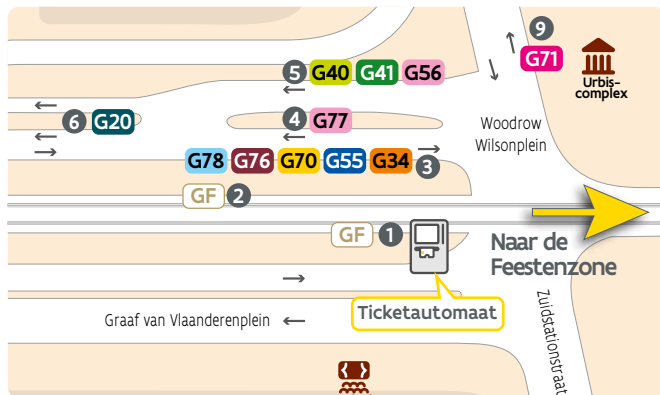 9
G71
Urbis-
complex
5 G40 G41 G56
6 G20
4 G77
Woodrow
Wilsonplein
G78 G76 G70 G55 G34 3
GF 2
GF 1
Naar de
Feestenzone
Ticketautomaat
Graaf van Vlaanderenplein
Zuidstationstraat